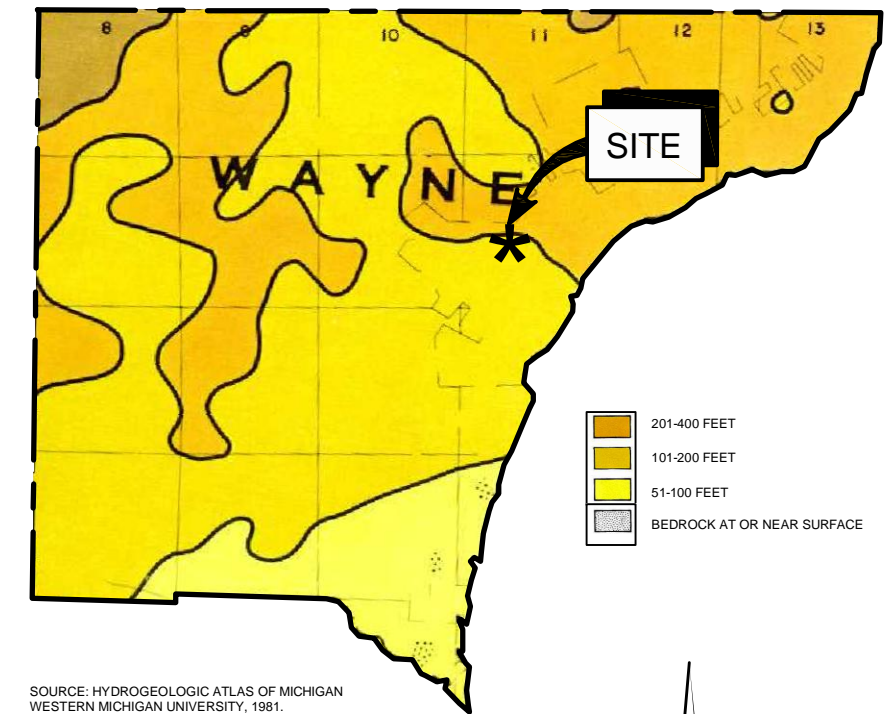 8 9 10 11 12 13
SITE
WAYNE
201-400 FEET
101-200 FEET
51-100 FEET
BEDROCK AT OR NEAR SURFACE
SOURCE: HYDROGEOLOGIC ATLAS OF MICHIGAN
WESTERN MICHIGAN UNIVERSITY, 1981.